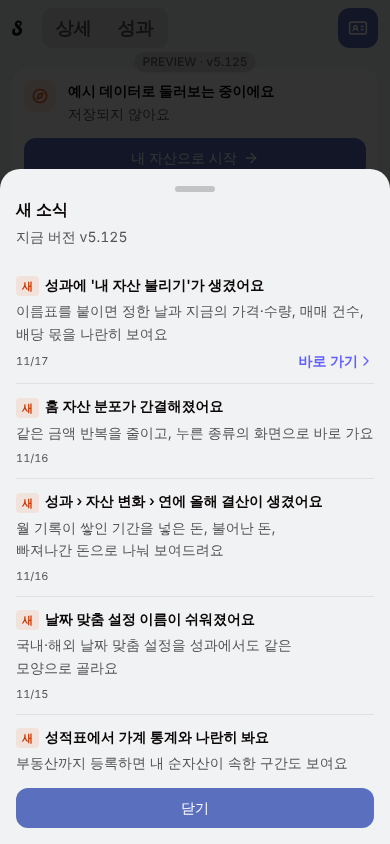 S
상세 성과
PREVIEW · v5.125
예시 데이터로 둘러보는 중이에요
저장되지 않아요
내 자산으로 시작 →
새 소식
지금 버전 v5.125
새 성과에 '내 자산 불리기'가 생겼어요
이름표를 붙이면 정한 날과 지금의 가격·수량, 매매 건수,
배당 몫을 나란히 보여요
11/17 바로 가기 >
새 홈 자산 분포가 간결해졌어요
같은 금액 반복을 줄이고, 누른 종류의 화면으로 바로 가요
11/16
새 성과 › 자산 변화 › 연에 올해 결산이 생겼어요
월 기록이 쌓인 기간을 넣은 돈, 불어난 돈,
빠져나간 돈으로 나눠 보여드려요
11/16
새 날짜 맞춤 설정 이름이 쉬워졌어요
국내·해외 날짜 맞춤 설정을 성과에서도 같은
모양으로 골라요
11/15
새 성적표에서 가계 통계와 나란히 봐요
부동산까지 등록하면 내 순자산이 속한 구간도 보여요
닫기